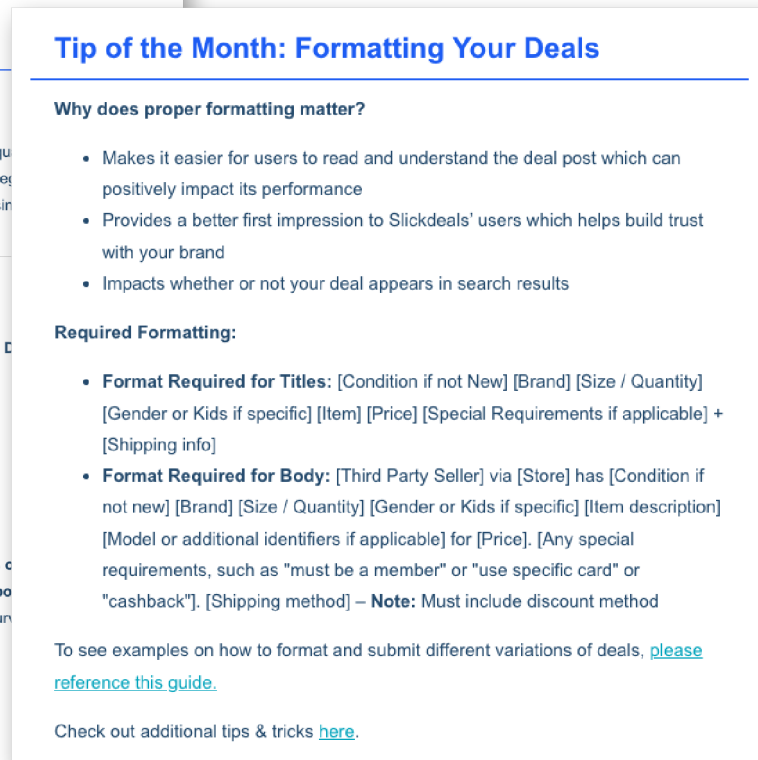 Tip of the Month: Formatting Your Deals
Why does proper formatting matter?
• Makes it easier for users to read and understand the deal post which can
positively impact its performance
• Provides a better first impression to Slickdeals’ users which helps build trust
with your brand
• Impacts whether or not your deal appears in search results
Required Formatting:
• Format Required for Titles: [Condition if not New] [Brand] [Size / Quantity]
[Gender or Kids if specific] [Item] [Price] [Special Requirements if applicable] +
[Shipping info]
• Format Required for Body: [Third Party Seller] via [Store] has [Condition if
not new] [Brand] [Size / Quantity] [Gender or Kids if specific] [Item description]
[Model or additional identifiers if applicable] for [Price]. [Any special
requirements, such as "must be a member" or "use specific card" or
"cashback"]. [Shipping method] – Note: Must include discount method
To see examples on how to format and submit different variations of deals, please
reference this guide.
Check out additional tips & tricks here.